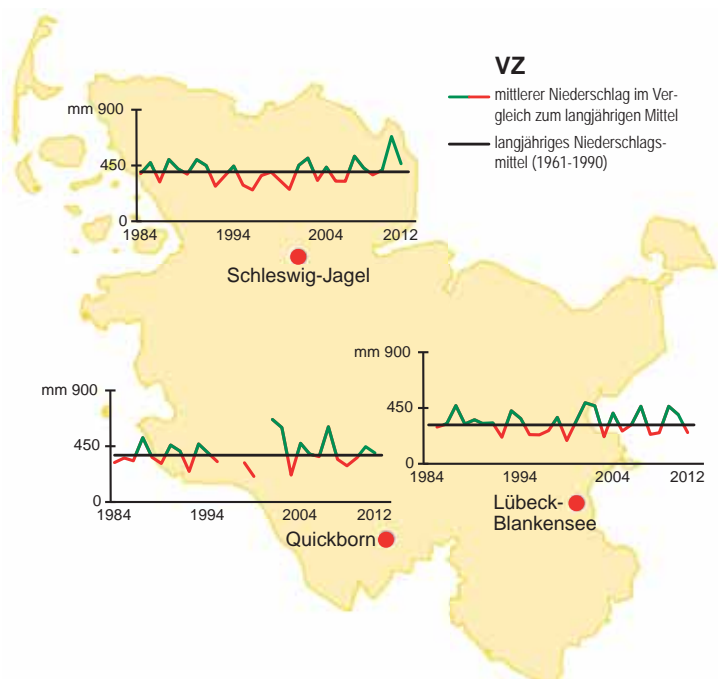 VZ
mittlerer Niederschlag im Ver-
gleich zum langjährigen Mittel
langjähriges Niederschlags-
mittel (1961-1990)
mm 900
450
0
1984 1994 2004 2012
Schleswig-Jagel
mm 900
450
0
1984 1994 2004 2012
Lübeck-
Blankensee
mm 900
450
0
1984 1994 2004 2012
Quickborn